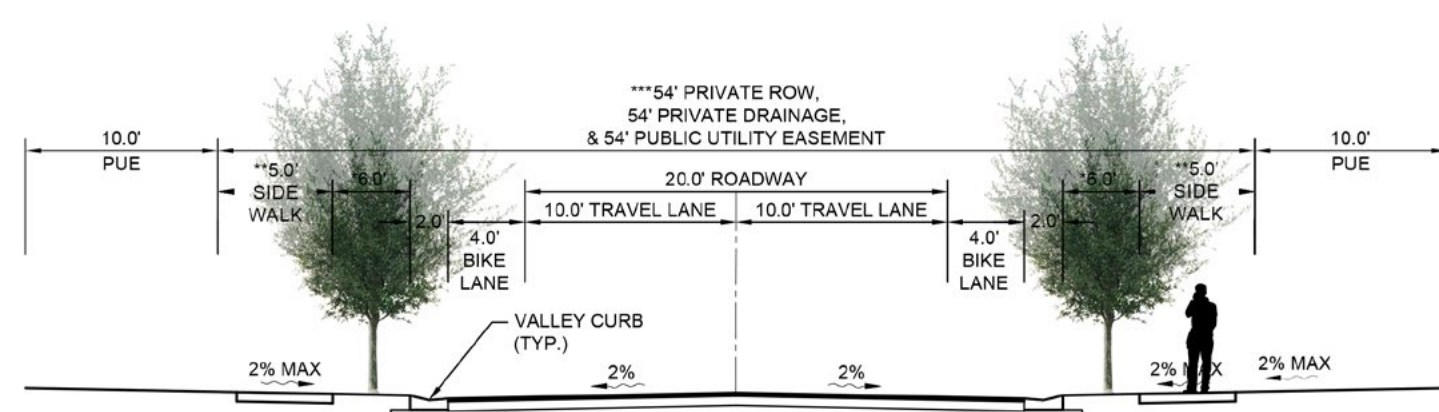 ***54' PRIVATE ROW,
54' PRIVATE DRAINAGE,
& 54' PUBLIC UTILITY EASEMENT
10.0'
PUE
10.0'
PUE
**5.0'
SIDE
WALK
*6.0'
20.0' ROADWAY
*6.0'
**5.0'
SIDE
WALK
2.0'
4.0'
BIKE
LANE
10.0' TRAVEL LANE
10.0' TRAVEL LANE
4.0'
BIKE
LANE
2.0'
VALLEY CURB
(TYP.)
2% MAX
2%
2%
2% MAX
2% MAX